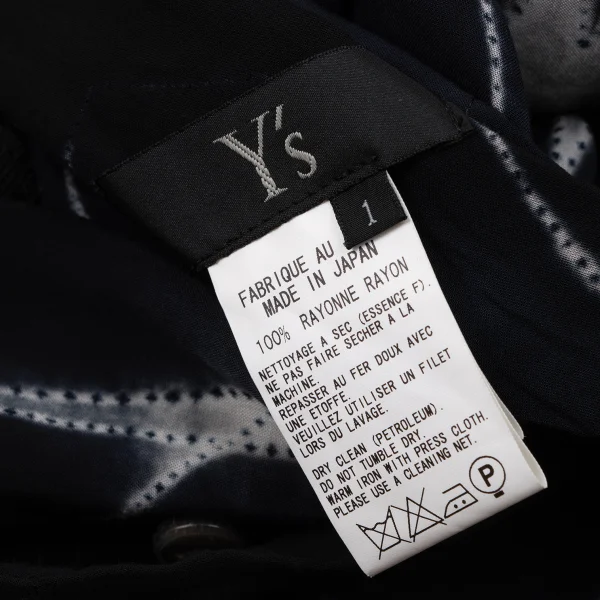 Y's
1
FABRIQUE AU
MADE IN JAPAN
100% RAYONNE RAYON
NETTOYAGE A SEC (ESSENCE F).
NE PAS FAIRE SECHER A LA
MACHINE.
REPASSER AU FER DOUX AVEC
UNE ETOFFE.
VEUILLEZ UTILISER UN FILET
LORS DU LAVAGE.
DRY CLEAN (PETROLEUM).
DO NOT TUMBLE DRY.
WARM IRON WITH PRESS CLOTH.
PLEASE USE A CLEANING NET.
P